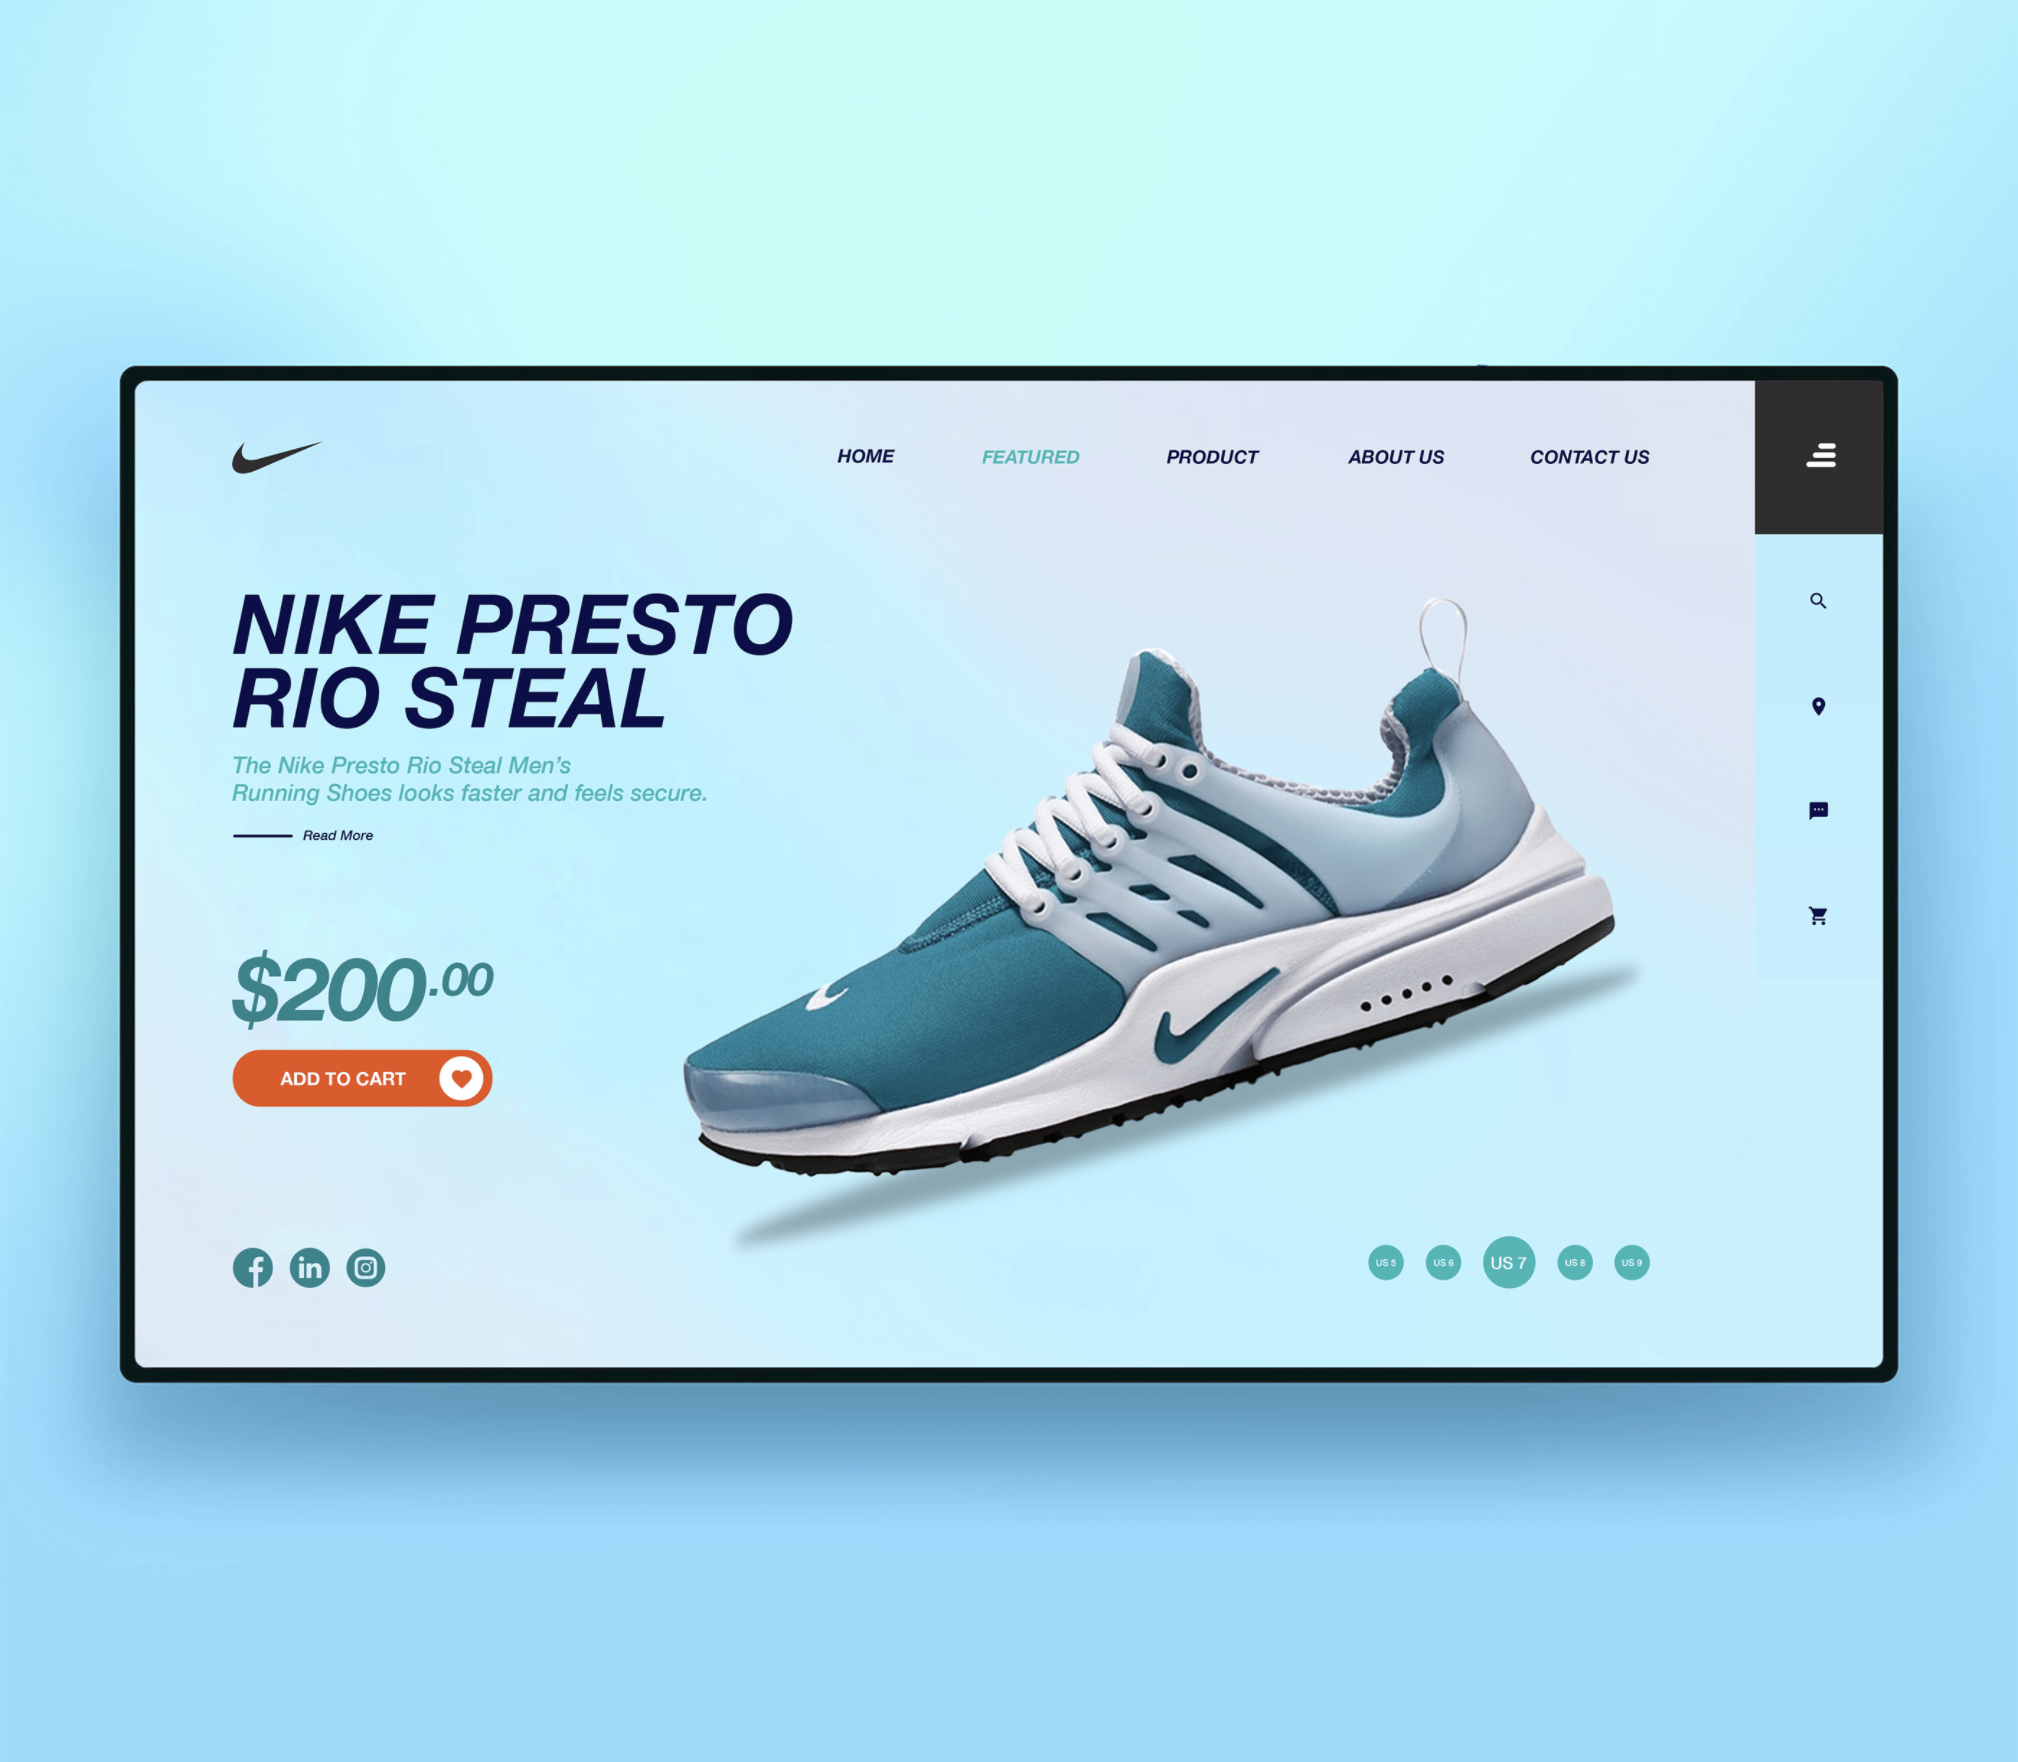 HOME
FEATURED
PRODUCT
ABOUT US
CONTACT US
NIKE PRESTO
RIO STEAL
The Nike Presto Rio Steal Men’s
Running Shoes looks faster and feels secure.
Read More
$200.00
ADD TO CART
in
US 5
US 6
US 7
US 8
US 9